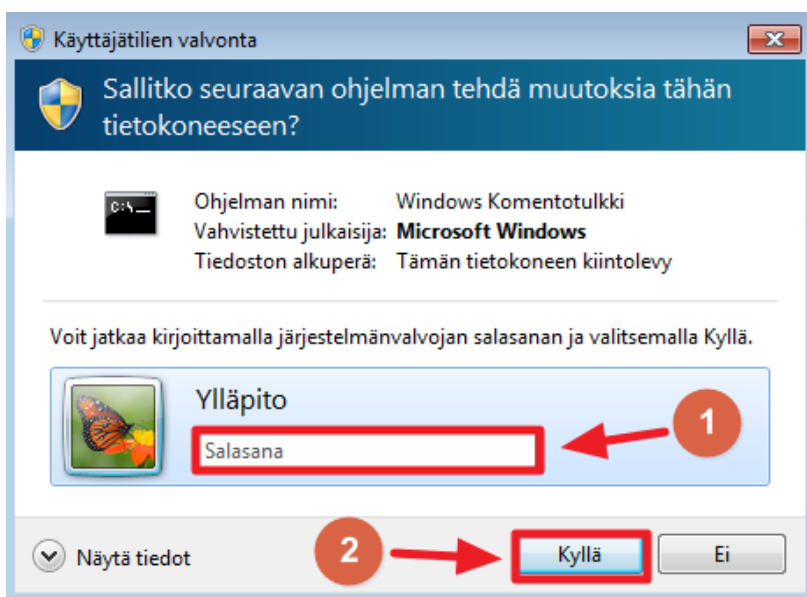 Käyttäjätilien valvonta
Sallitko seuraavan ohjelman tehdä muutoksia tähän
tietokoneeseen?
C:\_
Ohjelman nimi: Windows Komentotulkki
Vahvistettu julkaisija: Microsoft Windows
Tiedoston alkuperä: Tämän tietokoneen kiintolevy
Voit jatkaa kirjoittamalla järjestelmänvalvojan salasanan ja valitsemalla Kyllä.
Ylläpito
Salasana
1
Näytä tiedot
2
Kyllä
Ei